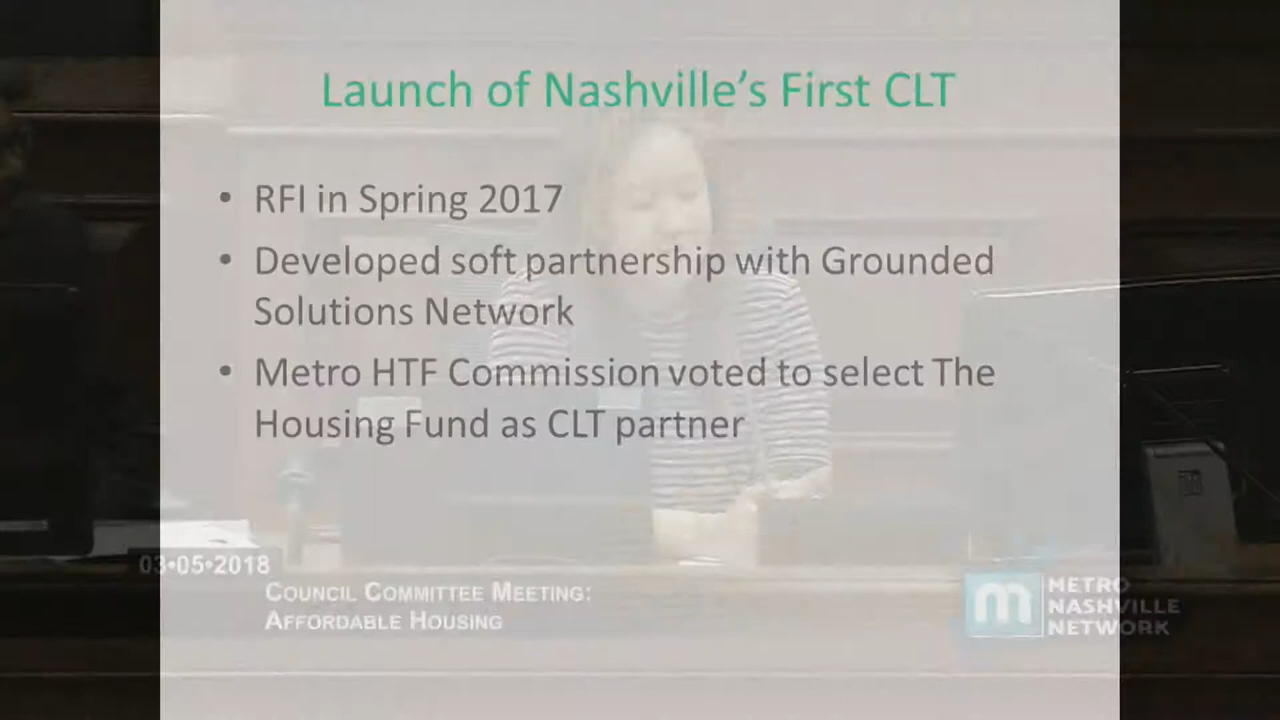 Launch of Nashville's First CLT
• RFI in Spring 2017
• Developed soft partnership with Grounded
Solutions Network
• Metro HTF Commission voted to select The
Housing Fund as CLT partner
03•05•2018
COUNCIL COMMITTEE MEETING:
AFFORDABLE HOUSING
m
METRO
NASHVILLE
NETWORK